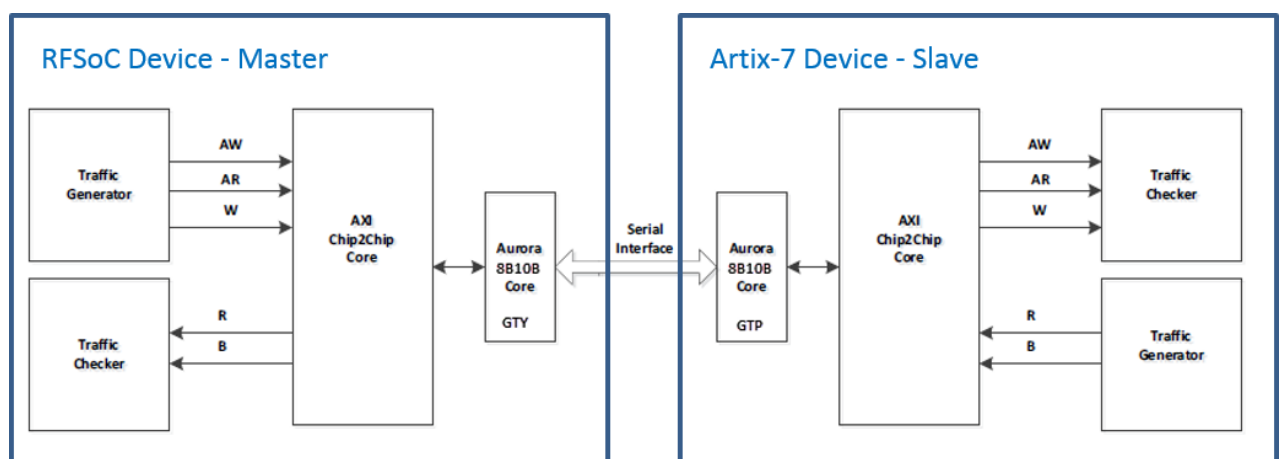 RFSoC Device - Master
Traffic
Generator
AW
AR
W
AXI
Chip2Chip
Core
Traffic
Checker
R
B
Aurora
8B10B
Core
GTY
Serial
Interface
Artix-7 Device - Slave
Aurora
8B10B
Core
GTP
AXI
Chip2Chip
Core
AW
AR
W
Traffic
Checker
R
B
Traffic
Generator